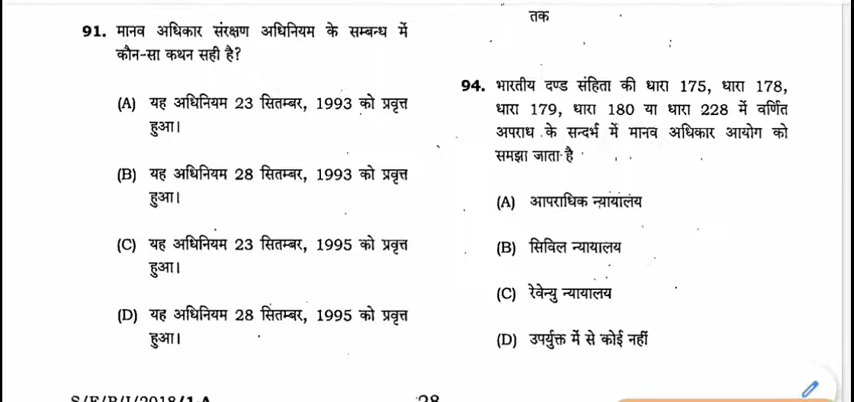 91. मानव अधिकार संरक्षण अधिनियम के सम्बन्ध में
कौन-सा कथन सही है?
(A) यह अधिनियम 23 सितम्बर, 1993 को प्रवृत्त
हुआ।
(B) यह अधिनियम 28 सितम्बर, 1993 को प्रवृत्त
हुआ।
(C) यह अधिनियम 23 सितम्बर, 1995 को प्रवृत्त
हुआ।
(D) यह अधिनियम 28 सितम्बर, 1995 को प्रवृत्त
हुआ।
तक
94. भारतीय दण्ड संहिता की धारा 175, धारा 178,
धारा 179, धारा 180 या धारा 228 में वर्णित
अपराध के सन्दर्भ में मानव अधिकार आयोग को
समझा जाता है
(A) आपराधिक न्यायालय
(B) सिविल न्यायालय
(C) रेवेन्यु न्यायालय
(D) उपर्युक्त में से कोई नहीं
S/E/B/I/2018/1-A
28